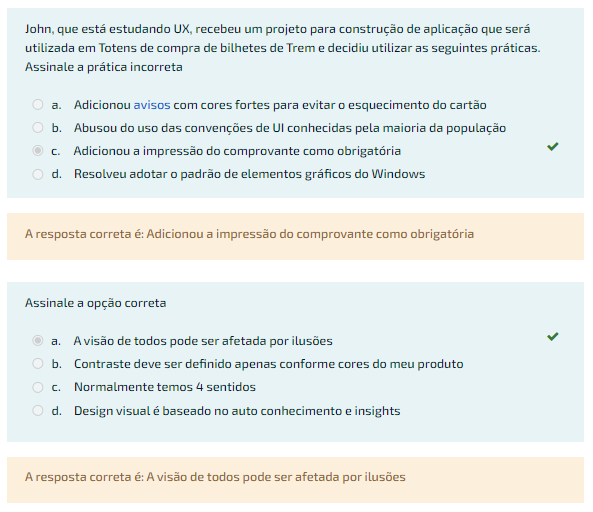 John, que está estudando UX, recebeu um projeto para construção de aplicação que será
utilizada em Totens de compra de bilhetes de Trem e decidiu utilizar as seguintes práticas.
Assinale a prática incorreta
a. Adicionou avisos com cores fortes para evitar o esquecimento do cartão
b. Abusou do uso das convenções de UI conhecidas pela maioria da população
c. Adicionou a impressão do comprovante como obrigatória
d. Resolveu adotar o padrão de elementos gráficos do Windows
A resposta correta é: Adicionou a impressão do comprovante como obrigatória
Assinale a opção correta
a. A visão de todos pode ser afetada por ilusões
b. Contraste deve ser definido apenas conforme cores do meu produto
c. Normalmente temos 4 sentidos
d. Design visual é baseado no auto conhecimento e insights
A resposta correta é: A visão de todos pode ser afetada por ilusões